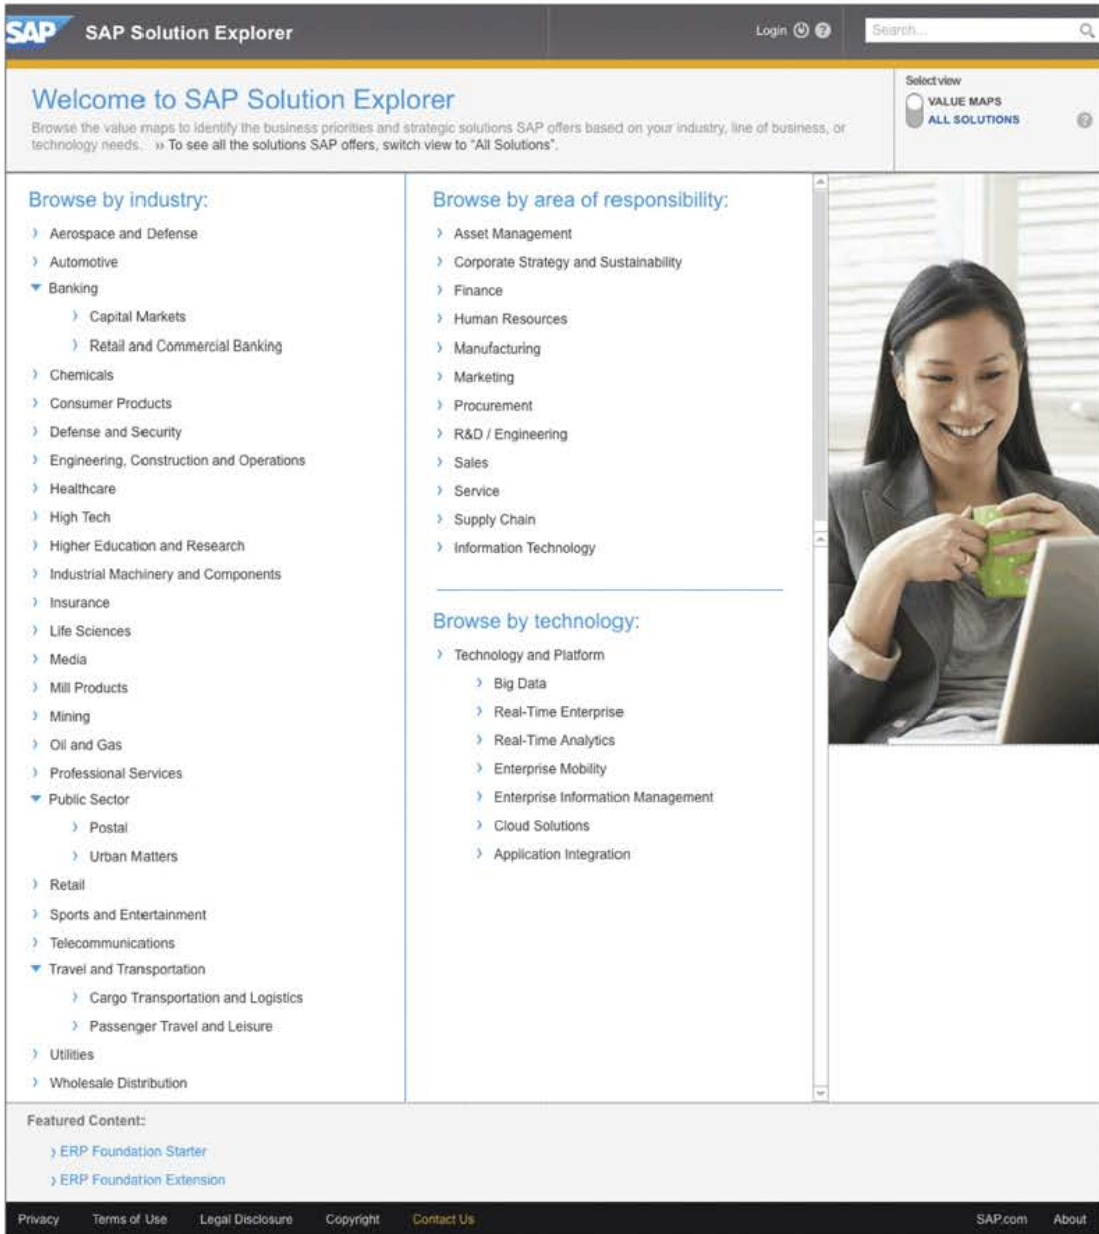 SAP
SAP Solution Explorer
Login
Search...
Welcome to SAP Solution Explorer
Browse the value maps to identify the business priorities and strategic solutions SAP offers based on your industry, line of business, or
technology needs. ›› To see all the solutions SAP offers, switch view to "All Solutions".
Select view
VALUE MAPS
ALL SOLUTIONS
Browse by industry:
Aerospace and Defense
Automotive
Banking
Capital Markets
Retail and Commercial Banking
Chemicals
Consumer Products
Defense and Security
Engineering, Construction and Operations
Healthcare
High Tech
Higher Education and Research
Industrial Machinery and Components
Insurance
Life Sciences
Media
Mill Products
Mining
Oil and Gas
Professional Services
Public Sector
Postal
Urban Matters
Retail
Sports and Entertainment
Telecommunications
Travel and Transportation
Cargo Transportation and Logistics
Passenger Travel and Leisure
Utilities
Wholesale Distribution
Browse by area of responsibility:
Asset Management
Corporate Strategy and Sustainability
Finance
Human Resources
Manufacturing
Marketing
Procurement
R&D / Engineering
Sales
Service
Supply Chain
Information Technology
Browse by technology:
Technology and Platform
Big Data
Real-Time Enterprise
Real-Time Analytics
Enterprise Mobility
Enterprise Information Management
Cloud Solutions
Application Integration
Featured Content:
› ERP Foundation Starter
› ERP Foundation Extension
Privacy Terms of Use Legal Disclosure Copyright Contact Us SAP.com About